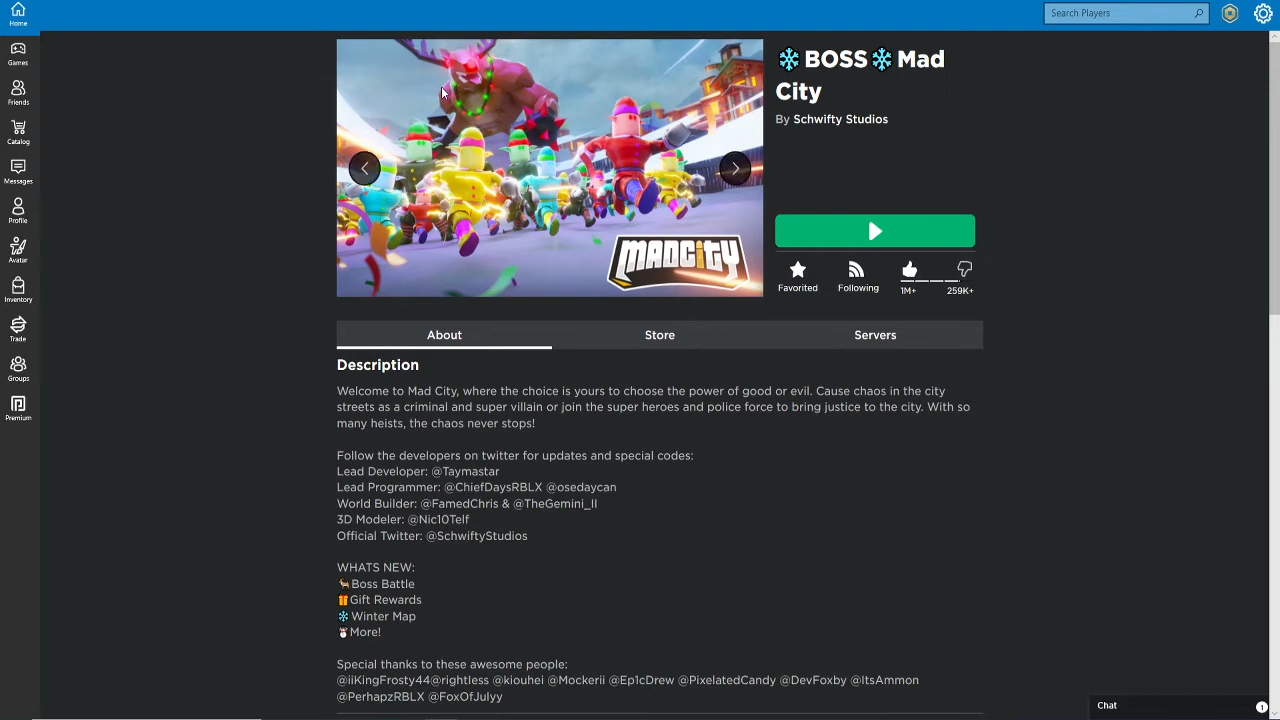 Home
Search Players
Games
Friends
Catalog
Messages
Profile
Avatar
Inventory
Trade
Groups
Premium
MADCITY
❄BOSS❄Mad
City
By Schwifty Studios
Favorited
Following
1M+
259K+
About
Store
Servers
Description
Welcome to Mad City, where the choice is yours to choose the power of good or evil. Cause chaos in the city
streets as a criminal and super villain or join the super heroes and police force to bring justice to the city. With so
many heists, the chaos never stops!
Follow the developers on twitter for updates and special codes:
Lead Developer: @Taymastar
Lead Programmer: @ChiefDaysRBLX @osedaycan
World Builder: @FamedChris & @TheGemini_II
3D Modeler: @Nic10Telf
Official Twitter: @SchwiftyStudios
WHATS NEW:
🐐Boss Battle
🎁Gift Rewards
❄Winter Map
⛄More!
Special thanks to these awesome people:
@iiKingFrosty44@rightless @kiouhei @Mockerii @Ep1cDrew @PixelatedCandy @DevFoxby @ItsAmmon
@PerhapzRBLX @FoxOfJulyy
Chat
1